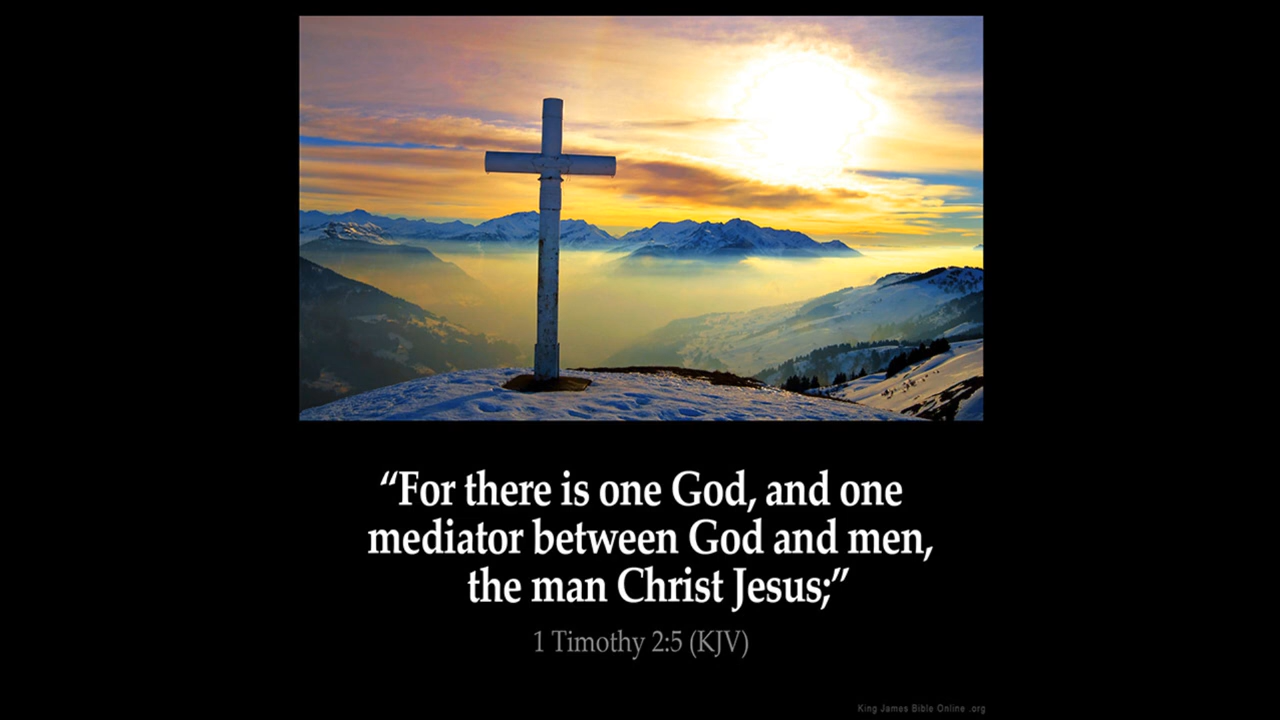 “For there is one God, and one
mediator between God and men,
the man Christ Jesus;”
1 Timothy 2:5 (KJV)
King James Bible Online .org